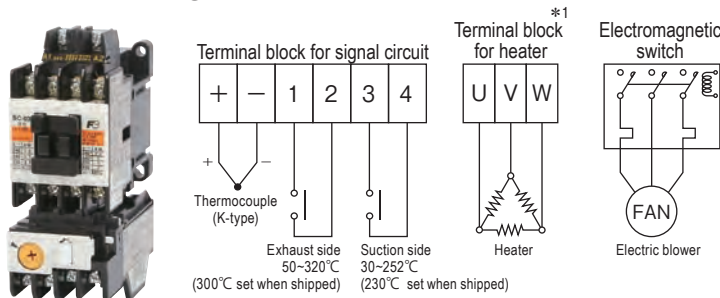 *1
Terminal block for signal circuit
Terminal block
for heater
Electromagnetic
switch
+ − 1 2 3 4
U V W
+ −
Thermocouple
(K-type)
Exhaust side
50~320℃
(300℃ set when shipped)
Suction side
30~252℃
(230℃ set when shipped)
Heater
FAN
Electric blower